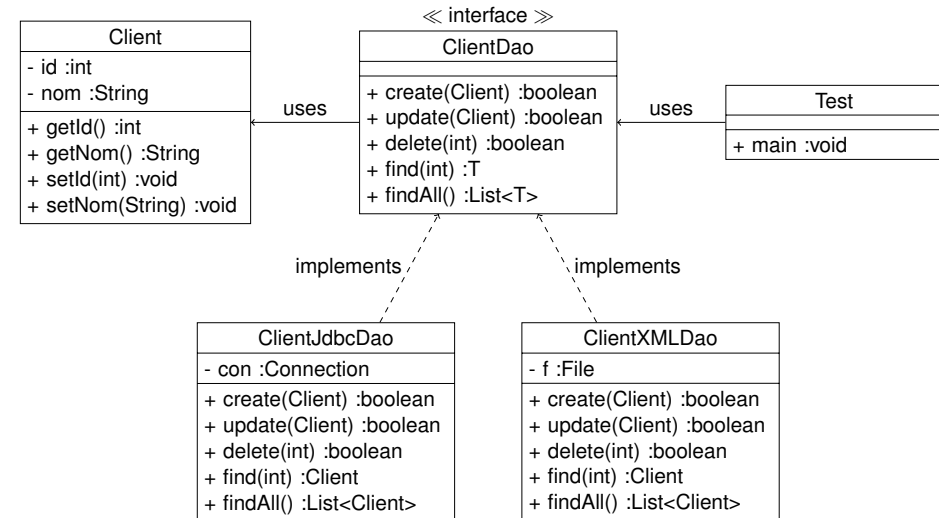 Client
- id :int
- nom :String
+ getId() :int
+ getNom() :String
+ setId(int) :void
+ setNom(String) :void
uses
≪ interface ≫
ClientDao
+ create(Client) :boolean
+ update(Client) :boolean
+ delete(int) :boolean
+ find(int) :T
+ findAll() :List<T>
uses
Test
+ main :void
implements
implements
ClientJdbcDao
- con :Connection
+ create(Client) :boolean
+ update(Client) :boolean
+ delete(int) :boolean
+ find(int) :Client
+ findAll() :List<Client>
ClientXMLDao
- f :File
+ create(Client) :boolean
+ update(Client) :boolean
+ delete(int) :boolean
+ find(int) :Client
+ findAll() :List<Client>